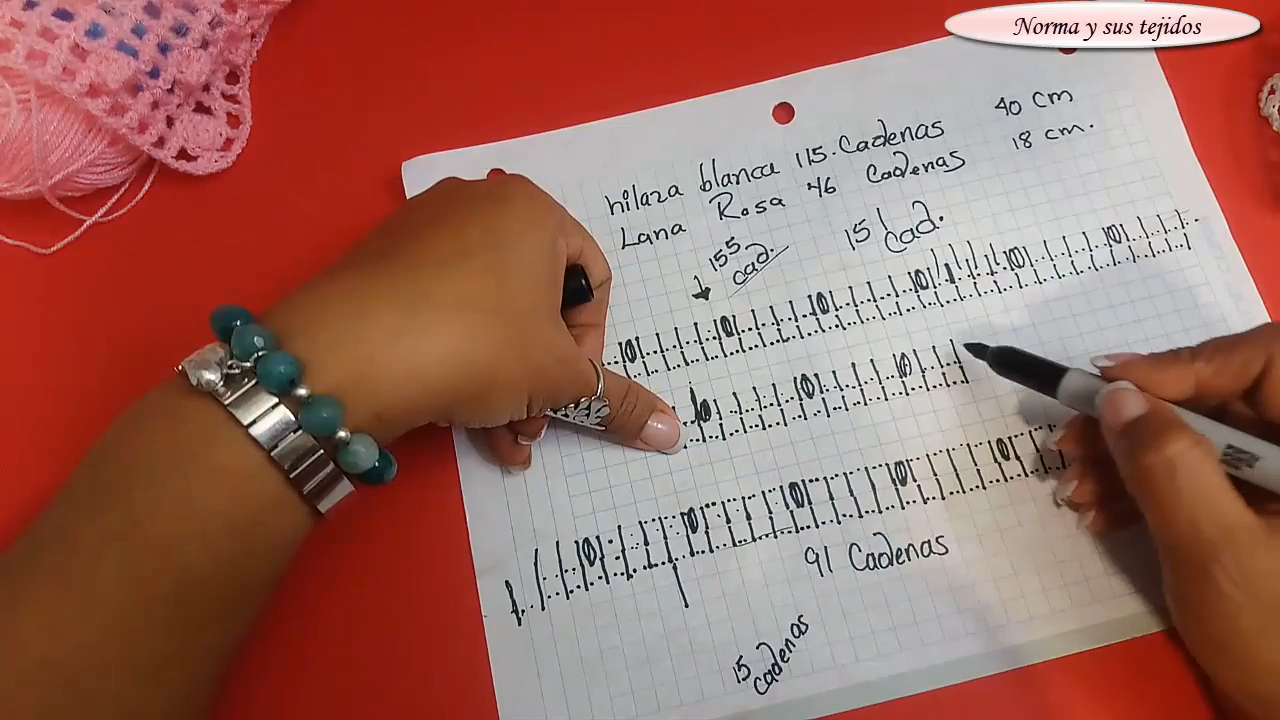 Norma y sus tejidos
hilaza blanca 115. Cadenas 40 cm
Lana Rosa 46 Cadenas 18 cm.
155 cad.
15 cad.
91 Cadenas
15 cadenas